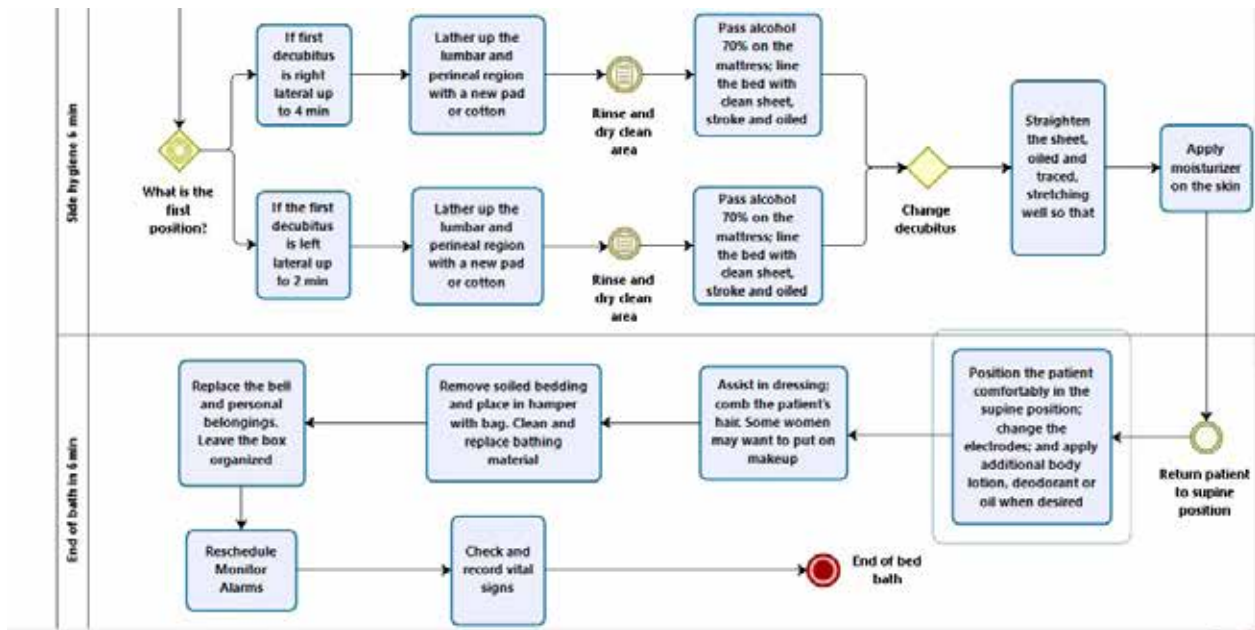 Side hygiene 6 min
What is the
first
position?
If first
decubitus
is right
lateral up
to 4 min
Lather up the
lumbar and
perineal region
with a new pad
or cotton
Rinse and
dry clean
area
Pass alcohol
70% on the
mattress; line
the bed with
clean sheet,
stroke and oiled
If the first
decubitus
is left
lateral up
to 2 min
Lather up the
lumbar and
perineal region
with a new pad
or cotton
Rinse and
dry clean
area
Pass alcohol
70% on the
mattress; line
the bed with
clean sheet,
stroke and oiled
Change
decubitus
Straighten
the sheet,
oiled and
traced,
stretching
well so that
Apply
moisturizer
on the skin
End of bath in 6min
Return patient
to supine
position
Position the patient
comfortably in the
supine position;
change the
electrodes; and apply
additional body
lotion, deodorant or
oil when desired
Assist in dressing;
comb the patient's
hair. Some women
may want to put on
makeup
Remove soiled bedding
and place in hamper
with bag. Clean and
replace bathing
material
Replace the bell
and personal
belongings.
Leave the box
organized
Reschedule
Monitor
Alarms
Check and
record vital
signs
End of bed
bath